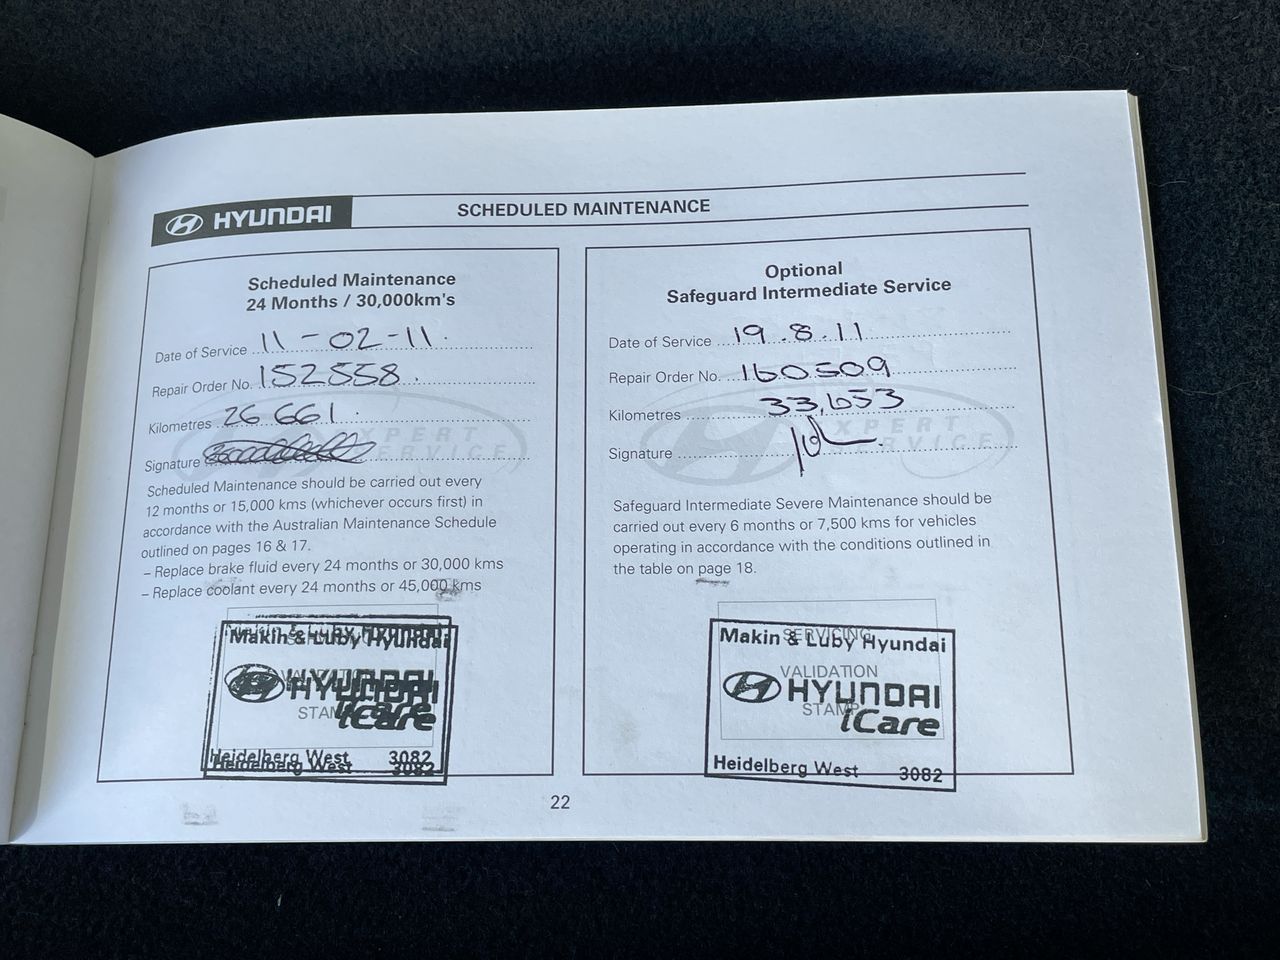 HYUNDAI
SCHEDULED MAINTENANCE
Scheduled Maintenance
24 Months / 30,000km's
Date of Service 11-02-11.
Repair Order No. 152558.
Kilometres 26 661.
Signature
EXPERT
SERVICE
Scheduled Maintenance should be carried out every
12 months or 15,000 kms (whichever occurs first) in
accordance with the Australian Maintenance Schedule
outlined on pages 16 & 17.
– Replace brake fluid every 24 months or 30,000 kms
– Replace coolant every 24 months or 45,000 kms
Makin & Luby Hyundai
VALIDATION
HYUNDAI
STAMP
iCare
Heidelberg West 3082
Optional
Safeguard Intermediate Service
Date of Service 19.8.11
Repair Order No. 160509
Kilometres 33,653
Signature
EXPERT
SERVICE
Safeguard Intermediate Severe Maintenance should be
carried out every 6 months or 7,500 kms for vehicles
operating in accordance with the conditions outlined in
the table on page 18.
SERVICING
Makin & Luby Hyundai
VALIDATION
HYUNDAI
STAMP
iCare
Heidelberg West 3082
22